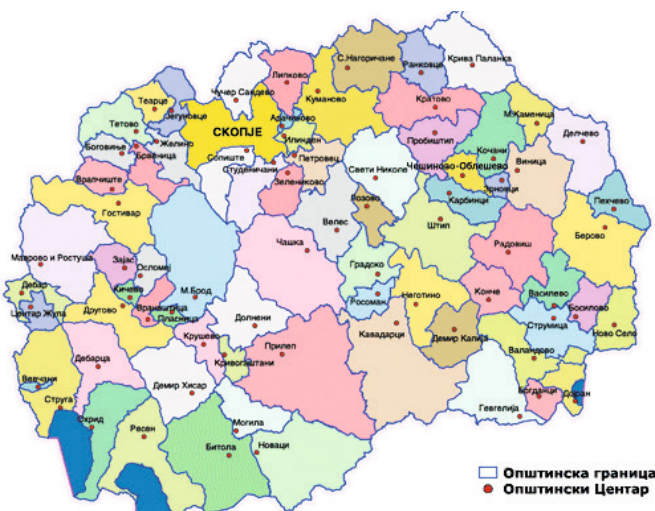 С.Нагоричане
Крива Паланка
Ранковце
Липково
Чучер Сандево
Куманово
Теарце
Јегуновце
Кратово
М.Каменица
Арачиново
Тетово
СКОПЈЕ
Пробиштип
Делчево
Илинден
Желино
Боговиње
Брвеница
Сопиште
Петровец
Кочани
Чешиново-Облешево
Виница
Студеничани
Свети Николе
Зелениково
Врапчиште
Зрновци
Карбинци
Пехчево
Гостивар
Лозово
Велес
Штип
Берово
Чашка
Радовиш
Маврово и Ростуша
Зајас
Осломеј
Градско
Дебар
Кичево
М.Брод
Росоман
Неготино
Конче
Василево
Центар Жупа
Другово
Вранештица
Пласница
Босилово
Долнени
Струмица
Ново Село
Кавадарци
Демир Капија
Крушево
Прилеп
Валандово
Дебарца
Кривогаштани
Вевчани
Демир Хисар
Богданци
Дојран
Струга
Гевгелија
Могила
Охрид
Ресен
Битола
Новаци
Општинска граница
Општински Центар